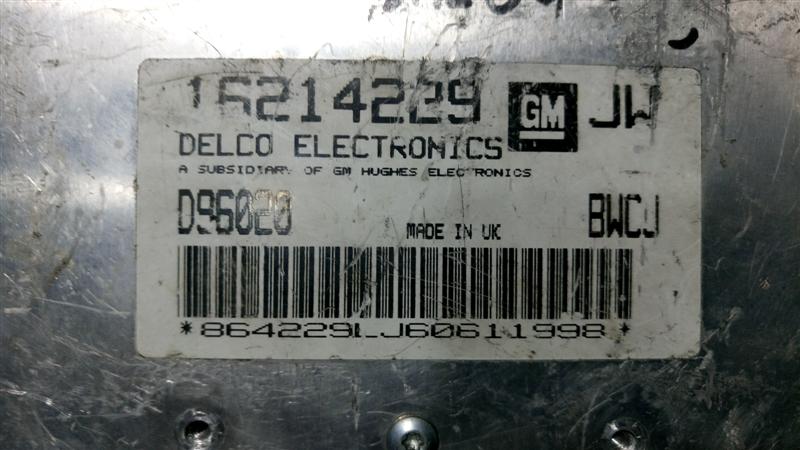 16214229 GM JW
DELCO ELECTRONICS
A SUBSIDIARY OF GM HUGHES ELECTRONICS
D96020 MADE IN UK BWCJ
*864229LJ60611998*